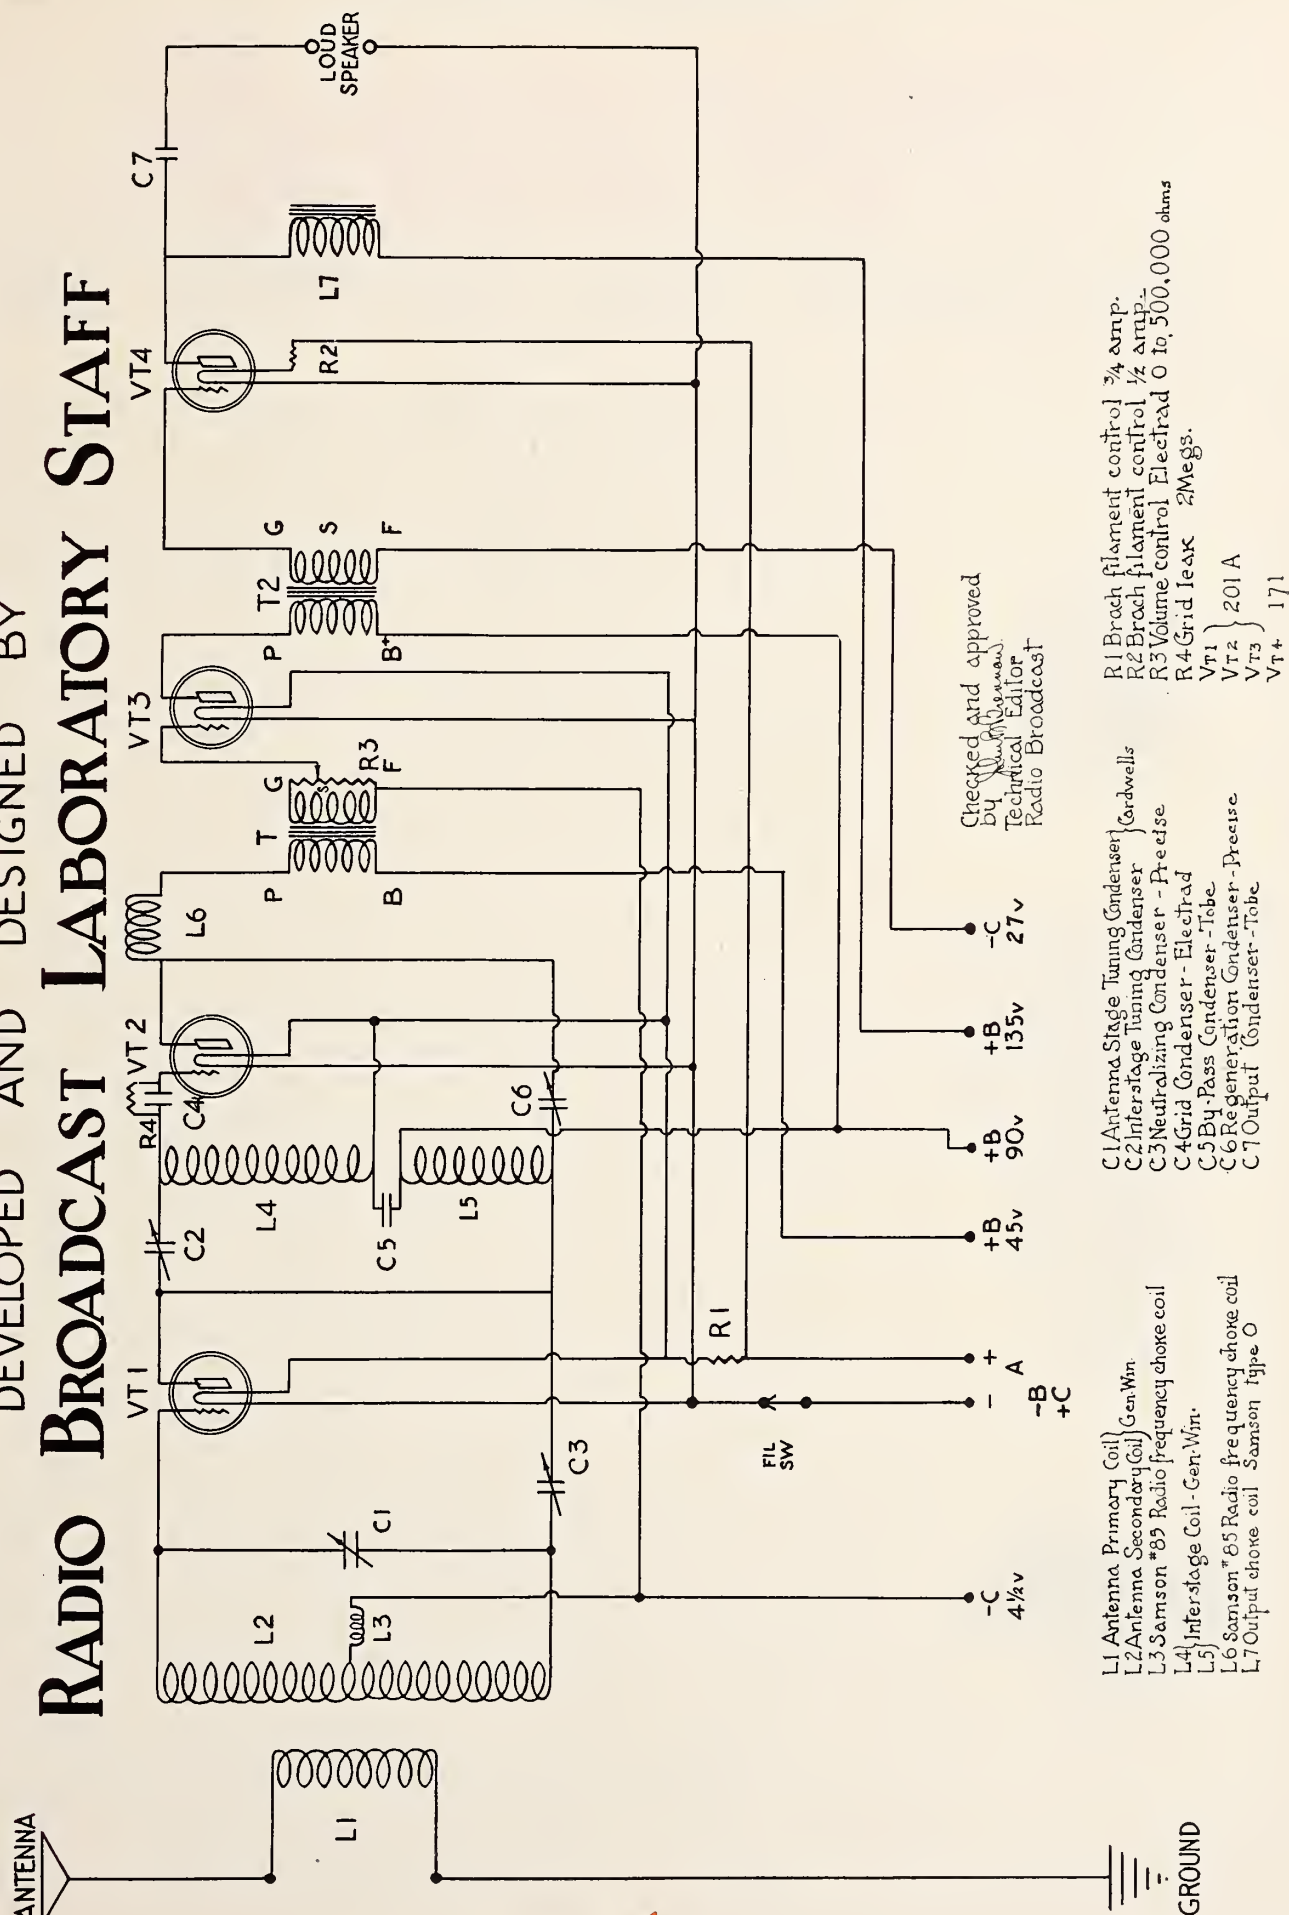 DEVELOPED AND DESIGNED BY
RADIO BROADCAST LABORATORY STAFF
ANTENNA
L1
GROUND
L2
L3
C1
C3
VT1
C2
L4
C5
L5
R4
C4
VT2
C6
L6
P
B
T
G
S
R3
F
VT3
P
B+
T2
G
S
F
VT4
R2
L7
C7
LOUD
SPEAKER
FIL
SW
R1
-C
4½v
-
+
A
-B
+C
+B
45v
+B
90v
+B
135v
-C
27v
Checked and approved
by
Technical Editor
Radio Broadcast
L1 Antenna Primary Coil
L2 Antenna Secondary Coil } Gen-Win.
L3 Samson #85 Radio frequency choke coil
L4 } Interstage Coil - Gen-Win.
L5
L6 Samson #85 Radio frequency choke coil
L7 Output choke coil Samson type O
C1 Antenna Stage Tuning Condenser
C2 Interstage Tuning Condenser } Cardwells
C3 Neutralizing Condenser - Precise
C4 Grid Condenser - Electrad
C5 By-Pass Condenser - Tobe
C6 Regeneration Condenser - Precise
C7 Output Condenser - Tobe
R1 Brach filament control ¾ amp.
R2 Brach filament control ½ amp.
R3 Volume control Electrad 0 to 500,000 ohms
R4 Grid leak 2Megs.
VT1
VT2 } 201A
VT3
VT4 171